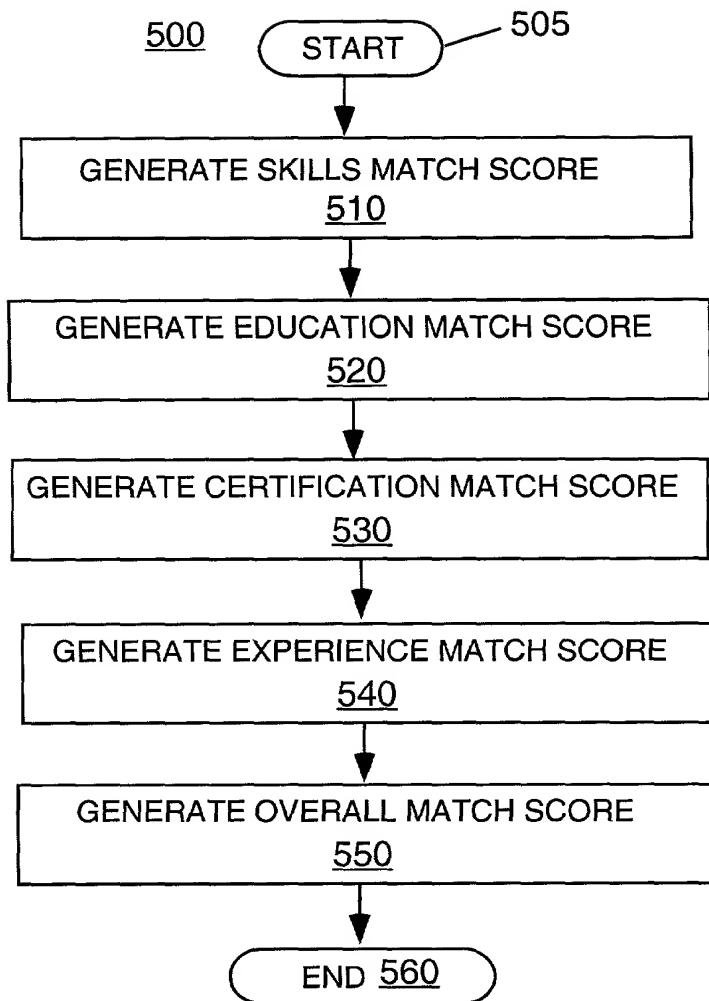 500
START
505
GENERATE SKILLS MATCH SCORE
510
GENERATE EDUCATION MATCH SCORE
520
GENERATE CERTIFICATION MATCH SCORE
530
GENERATE EXPERIENCE MATCH SCORE
540
GENERATE OVERALL MATCH SCORE
550
END 560